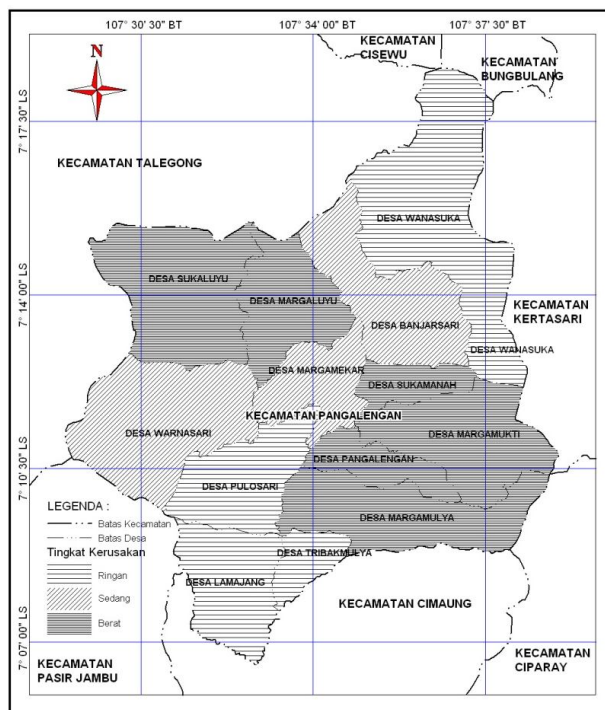 107° 30' 30" BT
107° 34' 00" BT
107° 37' 30" BT
KECAMATAN
CISEWU
KECAMATAN
BUNGBULANG
7° 17' 30" LS
KECAMATAN TALEGONG
DESA WANASUKA
DESA SUKALUYU
7° 14' 00" LS
DESA MARGALUYU
KECAMATAN
KERTASARI
DESA BANJARSARI
DESA WANASUKA
DESA MARGAMEKAR
DESA SUKAMANAH
KECAMATAN PANGALENGAN
DESA WARNASARI
DESA MARGAMUKTI
7° 10' 30" LS
DESA PANGALENGAN
DESA PULOSARI
DESA MARGAMULYA
LEGENDA :
Batas Kecamatan
Batas Desa
Tingkat Kerusakan
Ringan
Sedang
Berat
DESA TRIBAKMULYA
DESA LAMAJANG
KECAMATAN CIMAUNG
7° 07' 00" LS
KECAMATAN
PASIR JAMBU
KECAMATAN
CIPARAY